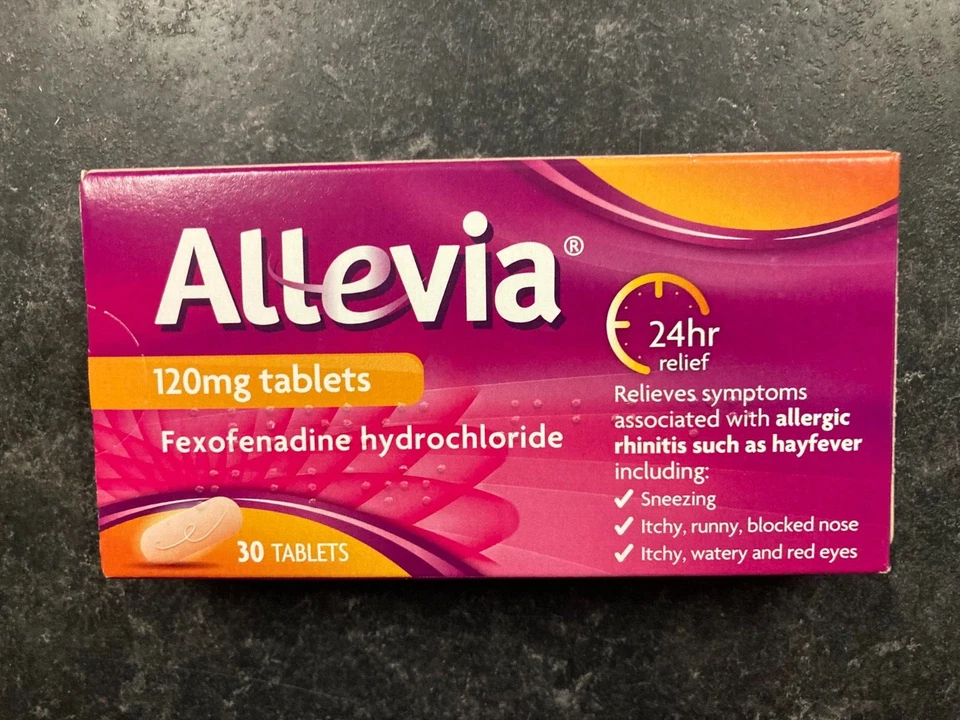 Allevia®
120mg tablets
Fexofenadine hydrochloride
30 TABLETS
24hr
relief
Relieves symptoms
associated with allergic
rhinitis such as hayfever
including:
✓ Sneezing
✓ Itchy, runny, blocked nose
✓ Itchy, watery and red eyes